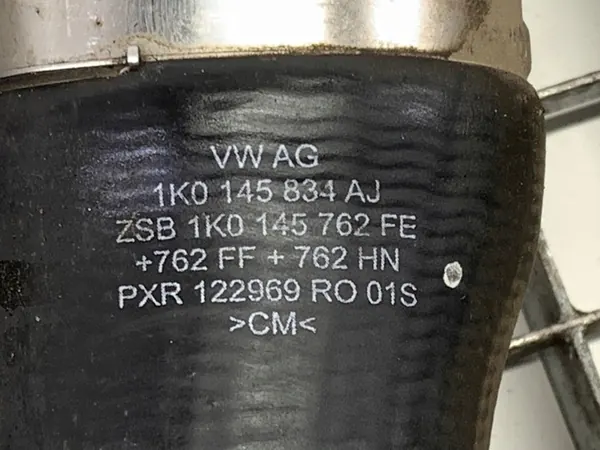 VW AG
1K0 145 834 AJ
ZSB 1K0 145 762 FE
+762 FF + 762 HN
PXR 122969 RO 01S
>CM<